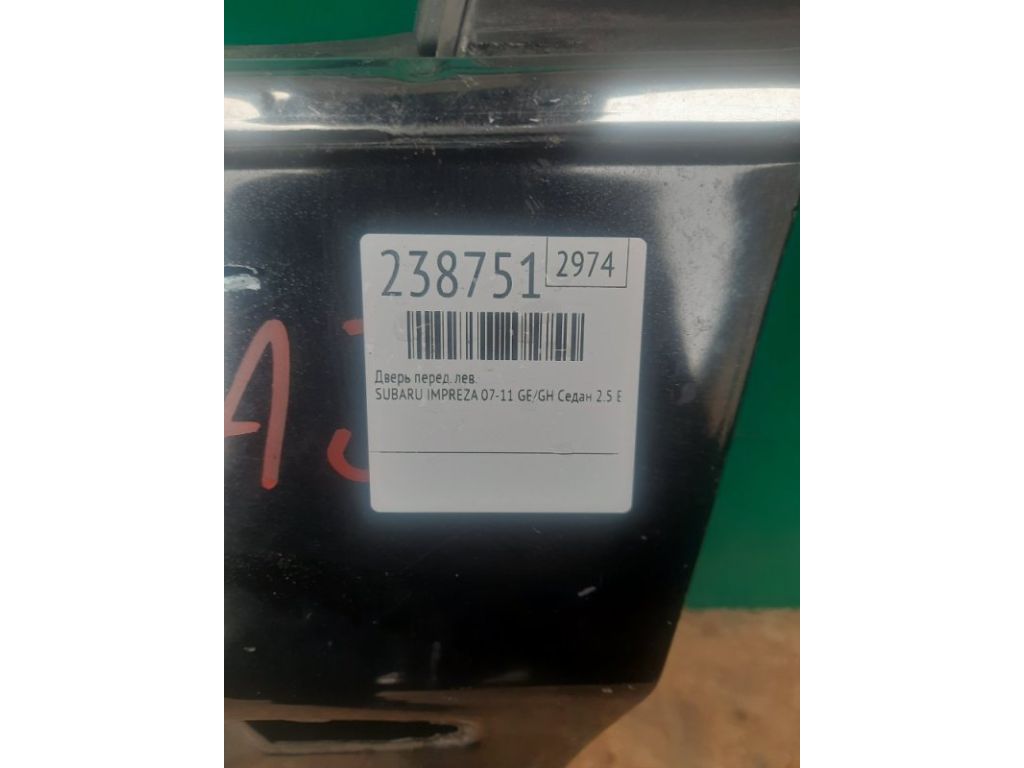 238751
2974
Дверь перед. лев.
SUBARU IMPREZA 07-11 GE/GH Седан 2.5 E